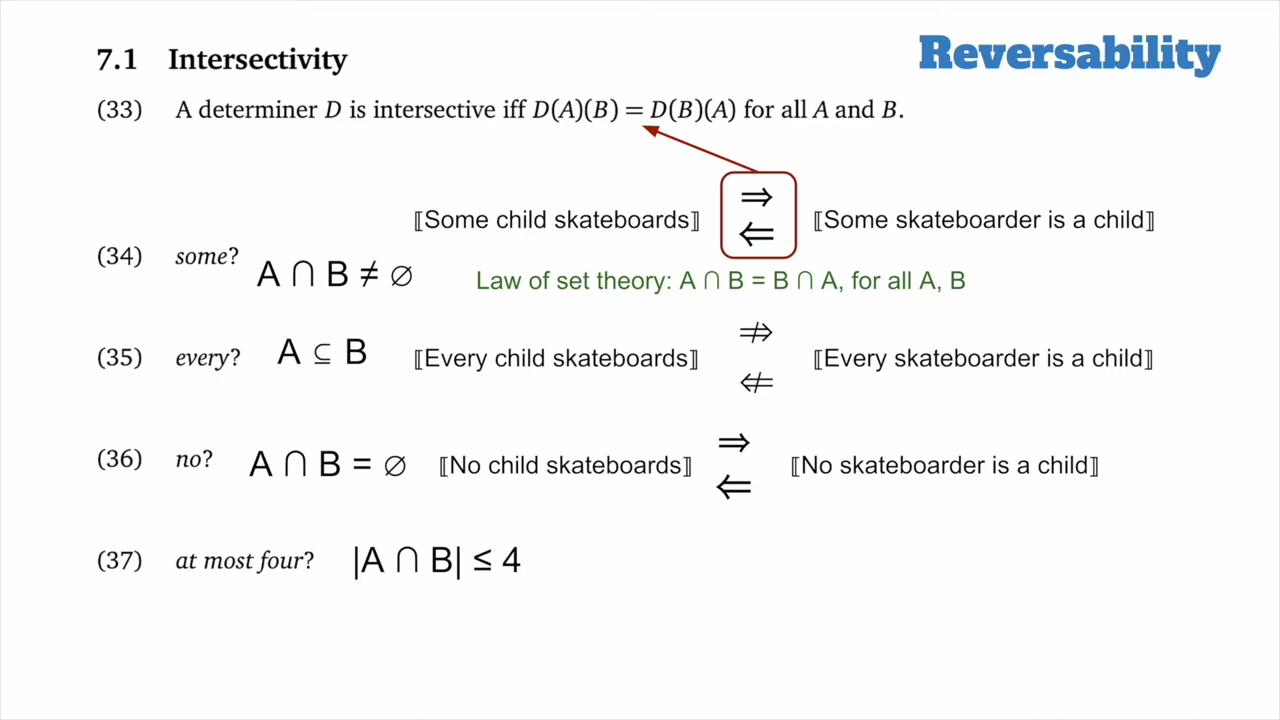 7.1 Intersectivity
Reversability
(33) A determiner D is intersective iff D(A)(B) = D(B)(A) for all A and B.
⟦Some child skateboards⟧ ⇒ ⟦Some skateboarder is a child⟧
⇐
(34) some? A ∩ B ≠ ∅
Law of set theory: A ∩ B = B ∩ A, for all A, B
(35) every? A ⊆ B ⟦Every child skateboards⟧ ⇏ ⟦Every skateboarder is a child⟧
⇍
(36) no? A ∩ B = ∅ ⟦No child skateboards⟧ ⇒ ⟦No skateboarder is a child⟧
⇐
(37) at most four? |A ∩ B| ≤ 4